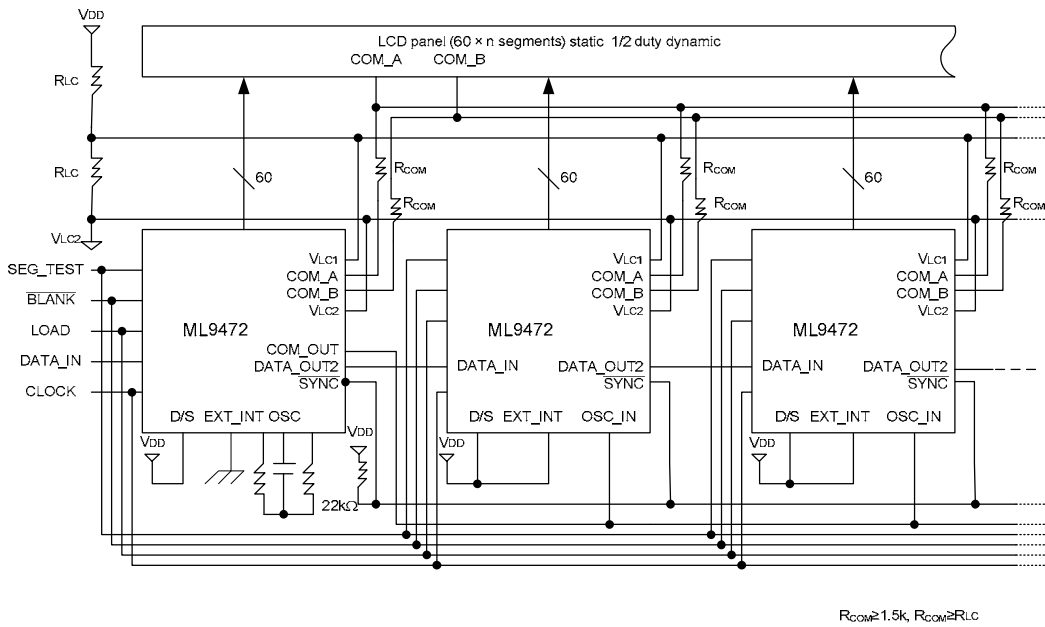 VDD
LCD panel (60 × n segments) static 1/2 duty dynamic
COM_A COM_B
RLC
RLC
60
RCOM
RCOM
60
RCOM
RCOM
60
RCOM
RCOM
VLC2
SEG_TEST
BLANK
LOAD
DATA_IN
CLOCK
VLC1
COM_A
COM_B
VLC2
ML9472
COM_OUT
DATA_OUT2
SYNC
D/S EXT_INT OSC
VDD
VDD
22kΩ
VLC1
COM_A
COM_B
VLC2
ML9472
DATA_IN
DATA_OUT2
SYNC
D/S EXT_INT OSC_IN
VDD
VLC1
COM_A
COM_B
VLC2
ML9472
DATA_IN
DATA_OUT2
SYNC
D/S EXT_INT OSC_IN
VDD
RCOM≥1.5k, RCOM≥RLC